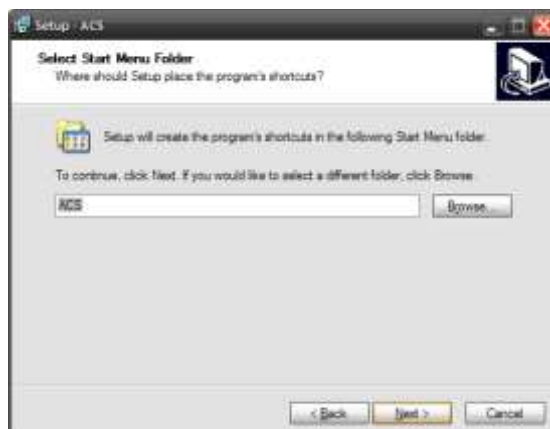 Setup - ACS
Select Start Menu Folder
Where should Setup place the program's shortcuts?
Setup will create the program's shortcuts in the following Start Menu folder.
To continue, click Next. If you would like to select a different folder, click Browse.
ACS
Browse...
< Back
Next >
Cancel